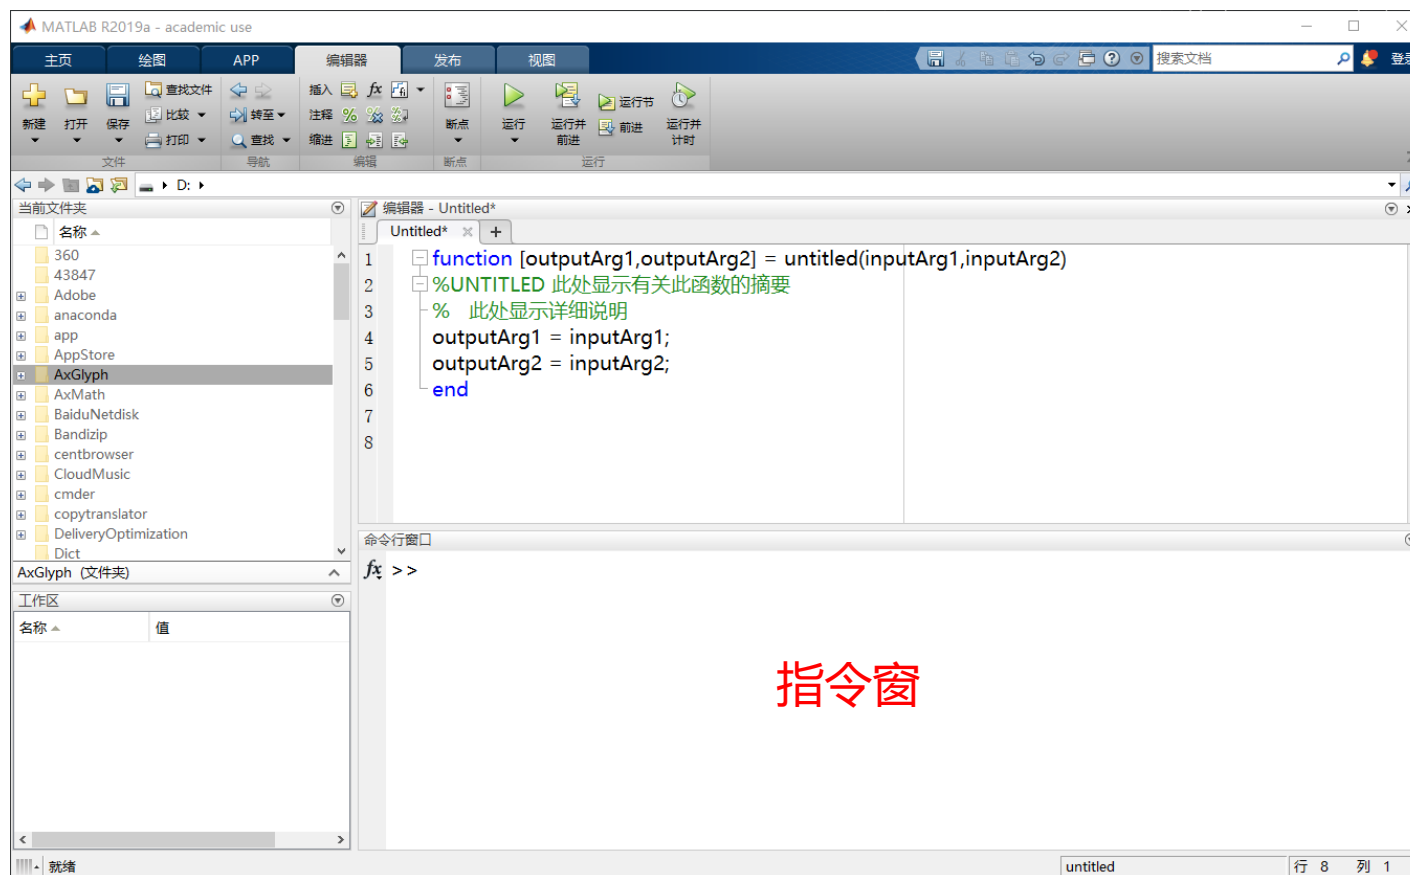 MATLAB R2019a - academic use
主页 绘图 APP 编辑器 发布 视图 搜索文档
新建 打开 保存 查找文件 比较 打印
文件
转至 查找
导航
插入 fx
注释
缩进
编辑
断点
断点
运行 运行并前进 运行节 前进 运行并计时
运行
D:
当前文件夹
名称
360
43847
Adobe
anaconda
app
AppStore
AxGlyph
AxMath
BaiduNetdisk
Bandizip
centbrowser
CloudMusic
cmder
copytranslator
DeliveryOptimization
Dict
AxGlyph (文件夹)
工作区
名称 值
编辑器 - Untitled*
Untitled*
1 function [outputArg1,outputArg2] = untitled(inputArg1,inputArg2)
2 %UNTITLED 此处显示有关此函数的摘要
3 % 此处显示详细说明
4 outputArg1 = inputArg1;
5 outputArg2 = inputArg2;
6 end
7
8
命令行窗口
fx >>
指令窗
就绪
untitled 行 8 列 1